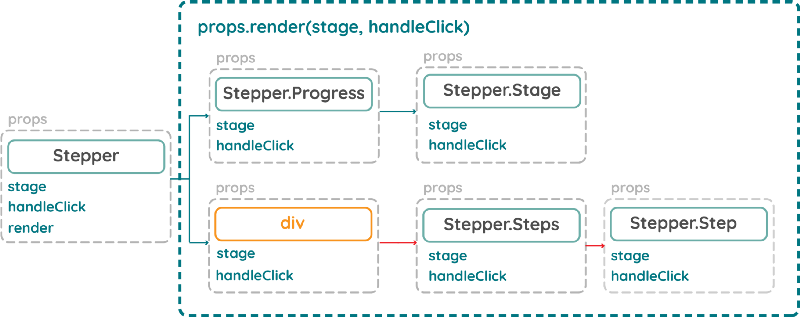 props.render(stage, handleClick)
props
Stepper
stage
handleClick
render
props
Stepper.Progress
stage
handleClick
props
Stepper.Stage
stage
handleClick
props
div
stage
handleClick
props
Stepper.Steps
stage
handleClick
props
Stepper.Step
stage
handleClick